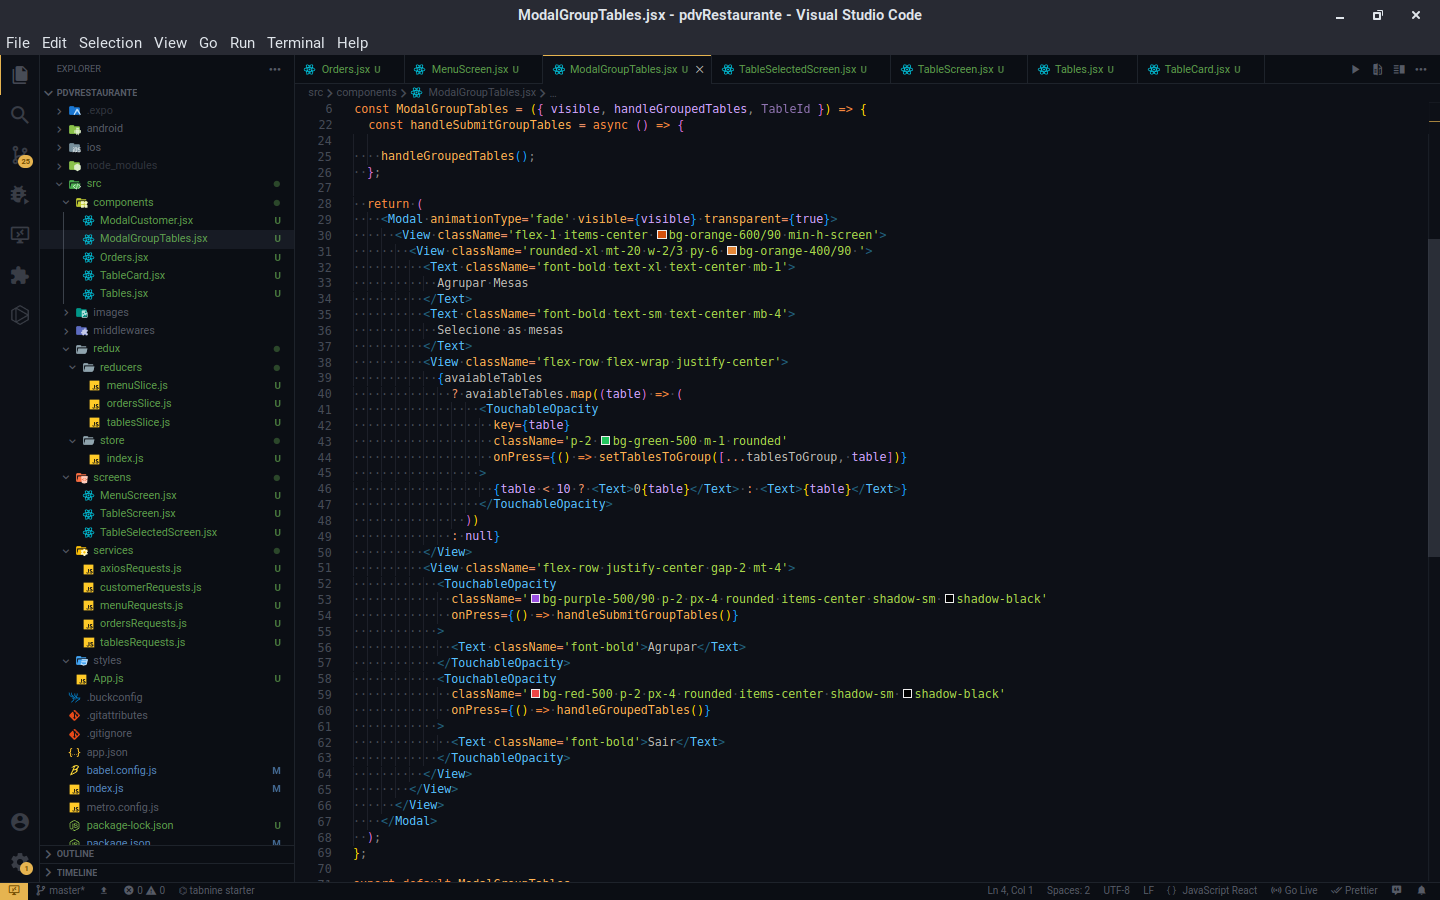 ModalGroupTables.jsx - pdvRestaurante - Visual Studio Code
File Edit Selection View Go Run Terminal Help
EXPLORER
Orders.jsx U MenuScreen.jsx U ModalGroupTables.jsx U TableSelectedScreen.jsx U TableScreen.jsx U Tables.jsx U TableCard.jsx U
src > components > ModalGroupTables.jsx > ...
PDVRESTAURANTE
.expo
android
ios
node_modules
src
components
ModalCustomer.jsx U
ModalGroupTables.jsx U
Orders.jsx U
TableCard.jsx U
Tables.jsx U
images
middlewares
redux
reducers
menuSlice.js U
ordersSlice.js U
tablesSlice.js U
store
index.js U
screens
MenuScreen.jsx U
TableScreen.jsx U
TableSelectedScreen.jsx U
services
axiosRequests.js U
customerRequests.js U
menuRequests.js U
ordersRequests.js U
tablesRequests.js U
styles
App.js U
.buckconfig
.gitattributes
.gitignore
app.json
babel.config.js M
index.js M
metro.config.js
package-lock.json U
package.json M
OUTLINE
TIMELINE
25
1
6 const ModalGroupTables = ({ visible, handleGroupedTables, TableId }) => {
22 const handleSubmitGroupTables = async () => {
24
25 handleGroupedTables();
26 };
27
28 return (
29 <Modal animationType='fade' visible={visible} transparent={true}>
30 <View className='flex-1 items-center bg-orange-600/90 min-h-screen'>
31 <View className='rounded-xl mt-20 w-2/3 py-6 bg-orange-400/90 '>
32 <Text className='font-bold text-xl text-center mb-1'>
33 Agrupar Mesas
34 </Text>
35 <Text className='font-bold text-sm text-center mb-4'>
36 Selecione as mesas
37 </Text>
38 <View className='flex-row flex-wrap justify-center'>
39 {avaiableTables
40 ? avaiableTables.map((table) => (
41 <TouchableOpacity
42 key={table}
43 className='p-2 bg-green-500 m-1 rounded'
44 onPress={() => setTablesToGroup([...tablesToGroup, table])}
45 >
46 {table < 10 ? <Text>0{table}</Text> : <Text>{table}</Text>}
47 </TouchableOpacity>
48 ))
49 : null}
50 </View>
51 <View className='flex-row justify-center gap-2 mt-4'>
52 <TouchableOpacity
53 className='bg-purple-500/90 p-2 px-4 rounded items-center shadow-sm shadow-black'
54 onPress={() => handleSubmitGroupTables()}
55 >
56 <Text className='font-bold'>Agrupar</Text>
57 </TouchableOpacity>
58 <TouchableOpacity
59 className='bg-red-500 p-2 px-4 rounded items-center shadow-sm shadow-black'
60 onPress={() => handleGroupedTables()}
61 >
62 <Text className='font-bold'>Sair</Text>
63 </TouchableOpacity>
64 </View>
65 </View>
66 </View>
67 </Modal>
68 );
69 };
70
71 export default ModalGroupTables
master* 0 0 tabnine starter Ln 4, Col 1 Spaces: 2 UTF-8 LF { } JavaScript React Go Live Prettier